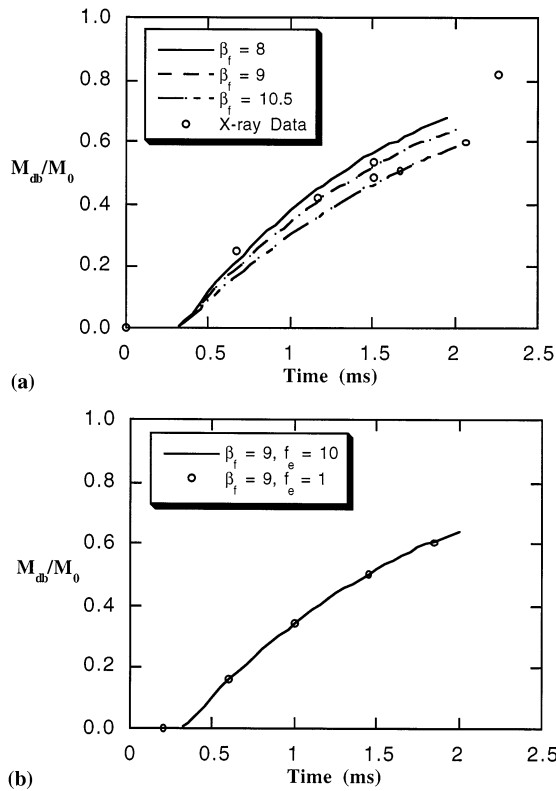 1.0
β_f = 8
β_f = 9
β_f = 10.5
X-ray Data
0.8
0.6
M_db/M_0
0.4
0.2
0.0
0 0.5 1 1.5 2 2.5
Time (ms)
(a)
1.0
β_f = 9, f_e = 10
β_f = 9, f_e = 1
0.8
0.6
M_db/M_0
0.4
0.2
0.0
0 0.5 1 1.5 2 2.5
Time (ms)
(b)